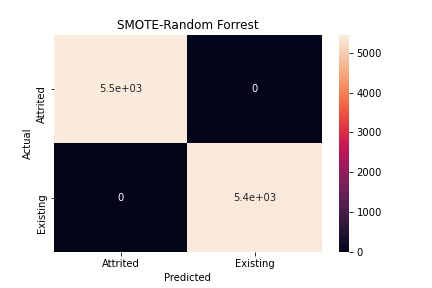 SMOTE-Random Forrest
Actual
Attrited
Existing
5.5e+03
0
0
5.4e+03
Attrited
Existing
Predicted
5000
4000
3000
2000
1000
0